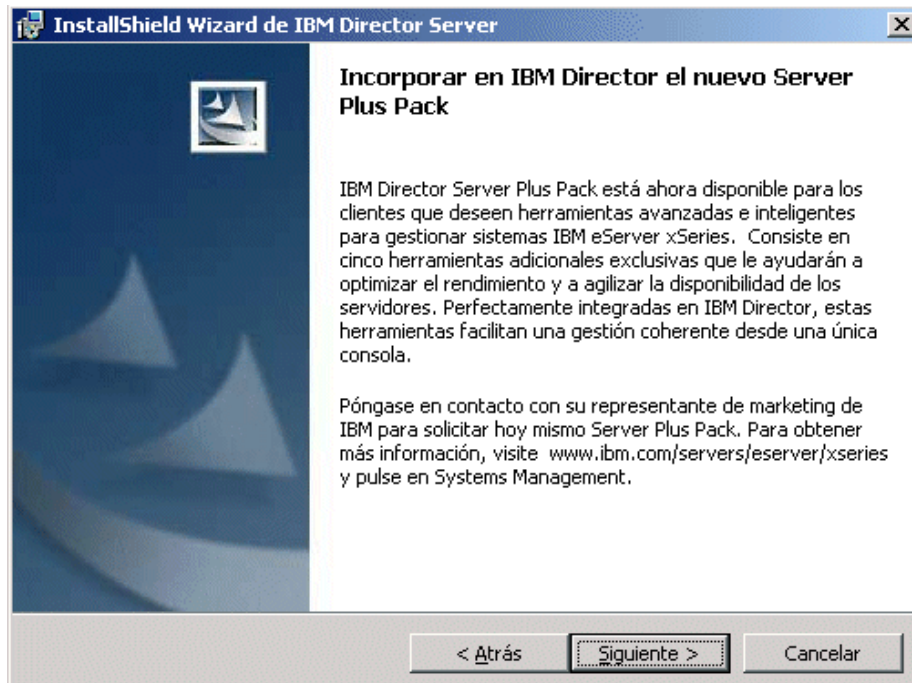 InstallShield Wizard de IBM Director Server
Incorporar en IBM Director el nuevo Server
Plus Pack
IBM Director Server Plus Pack está ahora disponible para los
clientes que deseen herramientas avanzadas e inteligentes
para gestionar sistemas IBM eServer xSeries.  Consiste en
cinco herramientas adicionales exclusivas que le ayudarán a
optimizar el rendimiento y a agilizar la disponibilidad de los
servidores. Perfectamente integradas en IBM Director, estas
herramientas facilitan una gestión coherente desde una única
consola.
Póngase en contacto con su representante de marketing de
IBM para solicitar hoy mismo Server Plus Pack. Para obtener
más información, visite  www.ibm.com/servers/eserver/xseries
y pulse en Systems Management.
< Atrás
Siguiente >
Cancelar